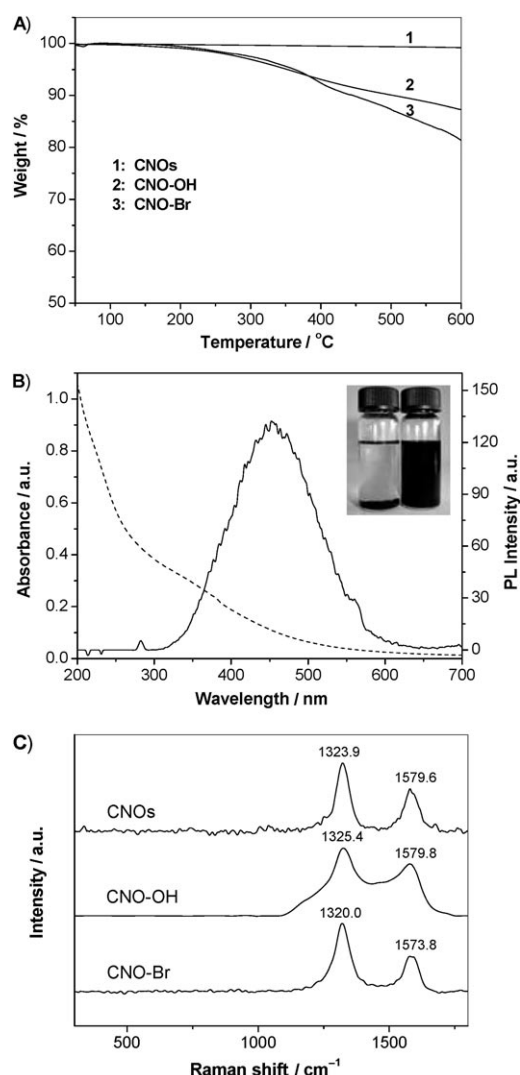 A)
Weight / %
100
90
80
70
60
50
1
2
3
1: CNOs
2: CNO-OH
3: CNO-Br
100 200 300 400 500 600
Temperature / °C
B)
Absorbance / a.u.
1.0
0.8
0.6
0.4
0.2
0.0
150
120
90
60
30
0
PL Intensity / a.u.
200 300 400 500 600 700
Wavelength / nm
C)
Intensity / a.u.
1323.9
1579.6
CNOs
1325.4
1579.8
CNO-OH
1320.0
1573.8
CNO-Br
500 1000 1500
Raman shift / cm⁻¹